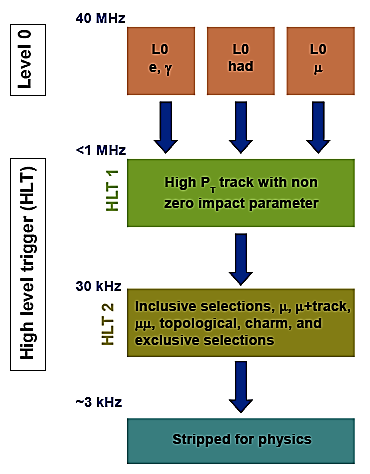 Level 0
40 MHz
L0
e, γ
L0
had
L0
μ
High level trigger (HLT)
<1 MHz
HLT 1
High PT track with non
zero impact parameter
30 kHz
HLT 2
Inclusive selections, μ, μ+track,
μμ, topological, charm, and
exclusive selections
~3 kHz
Stripped for physics